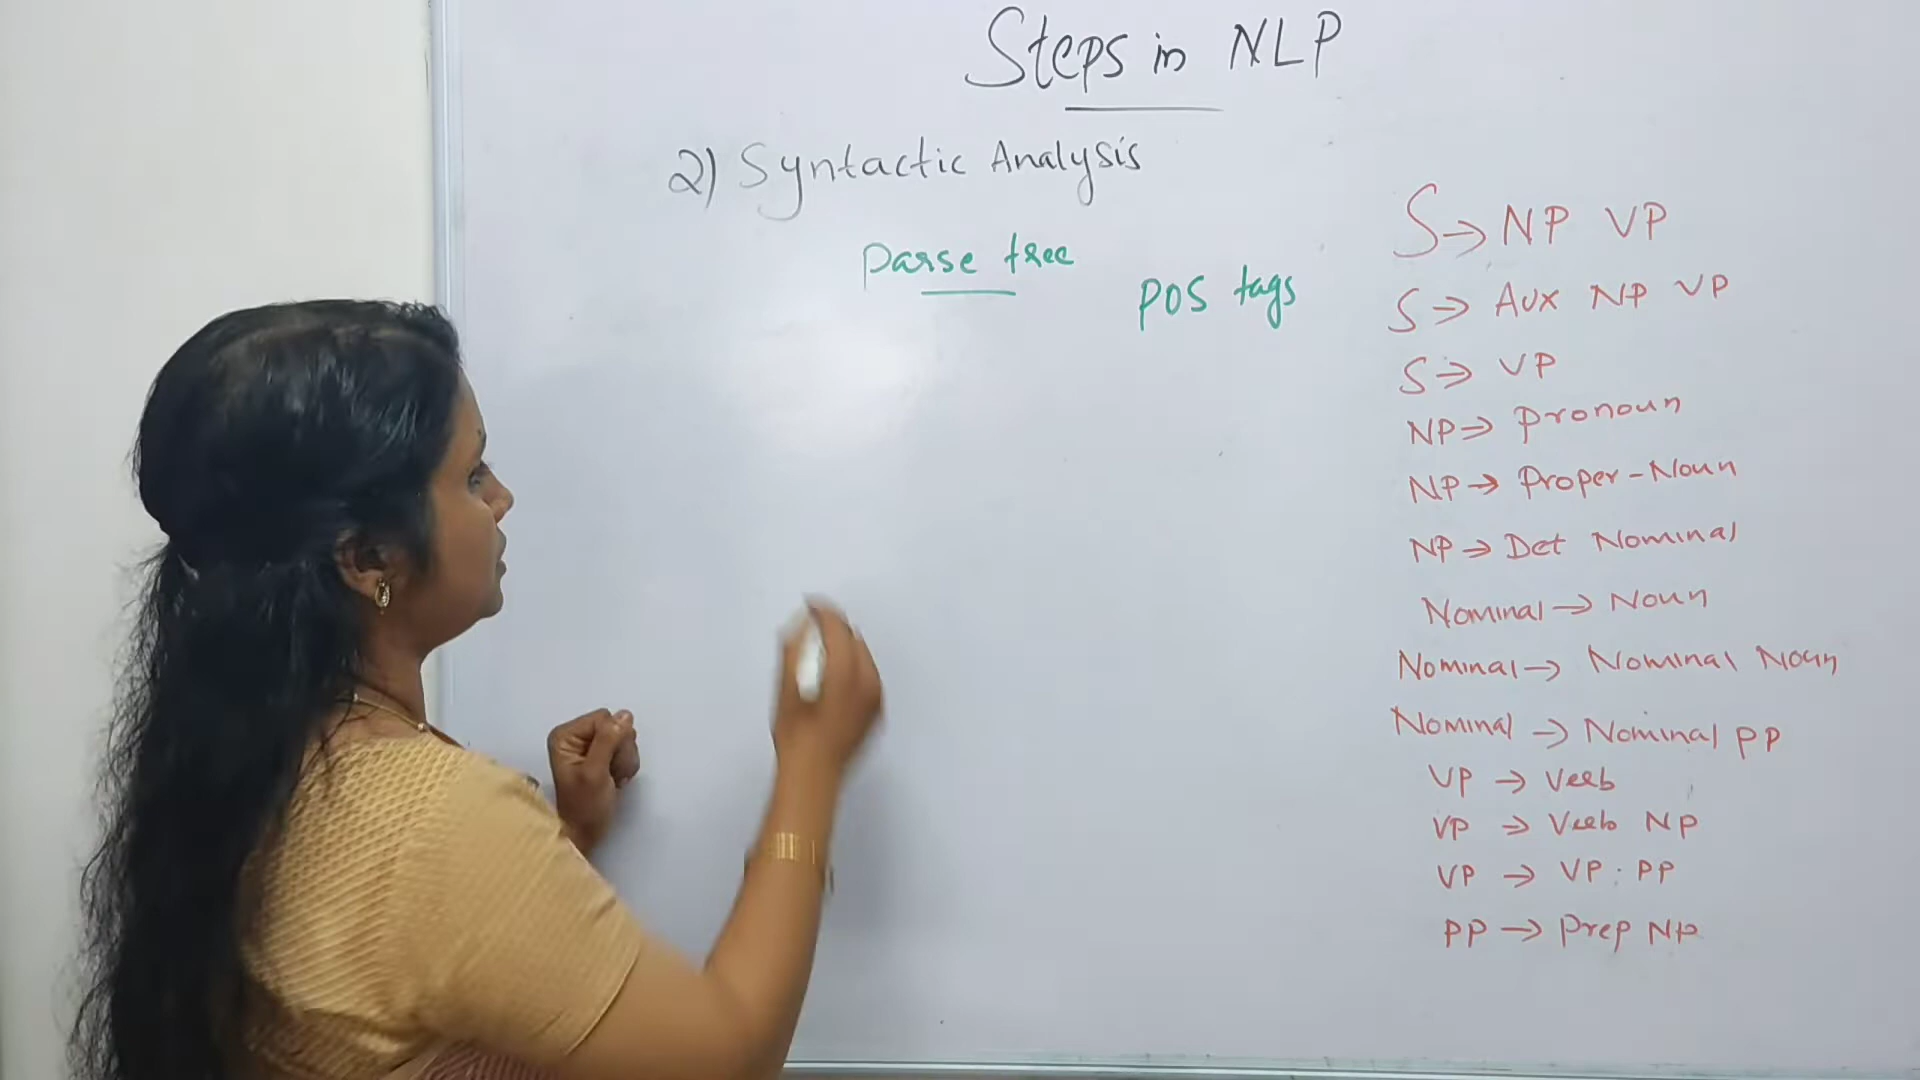 Steps in NLP
2) Syntactic Analysis
Parse tree
POS tags
S → NP VP
S → Aux NP VP
S → VP
NP → Pronoun
NP → Proper-Noun
NP → Det Nominal
Nominal → Noun
Nominal → Nominal Noun
Nominal → Nominal PP
VP → Verb
VP → Verb NP
VP → VP PP
PP → Prep NP